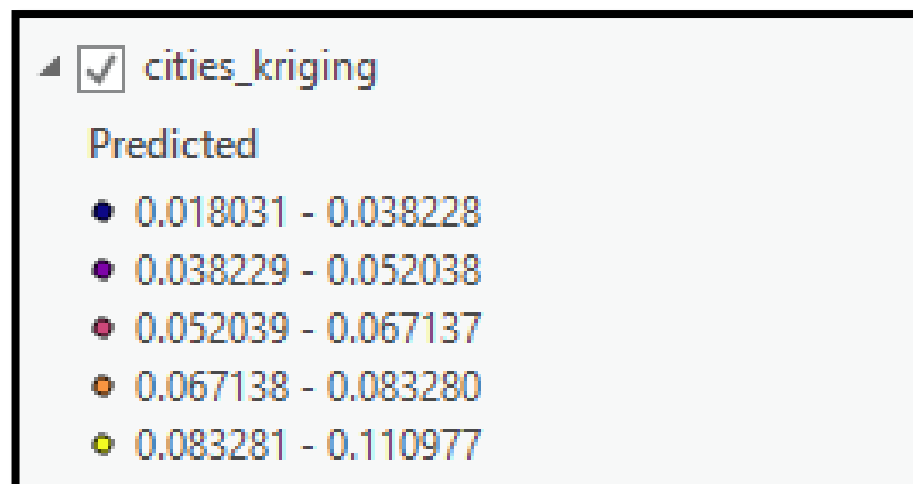 cities_kriging
Predicted
0.018031 - 0.038228
0.038229 - 0.052038
0.052039 - 0.067137
0.067138 - 0.083280
0.083281 - 0.110977